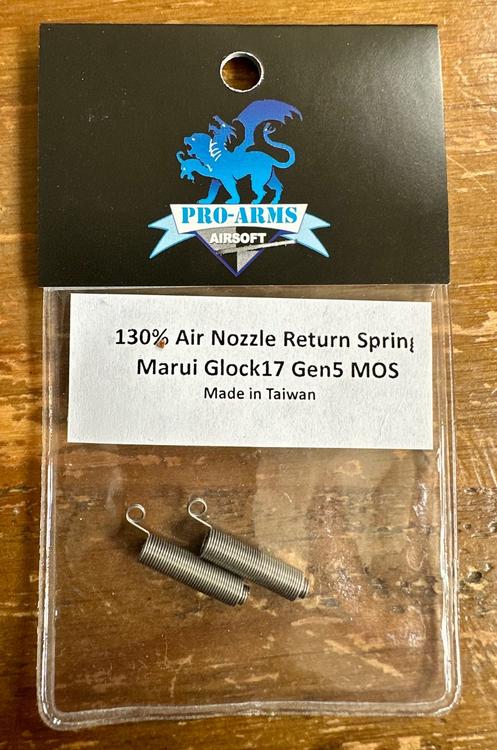 PRO-ARMS
AIRSOFT
130% Air Nozzle Return Spring
Marui Glock17 Gen5 MOS
Made in Taiwan